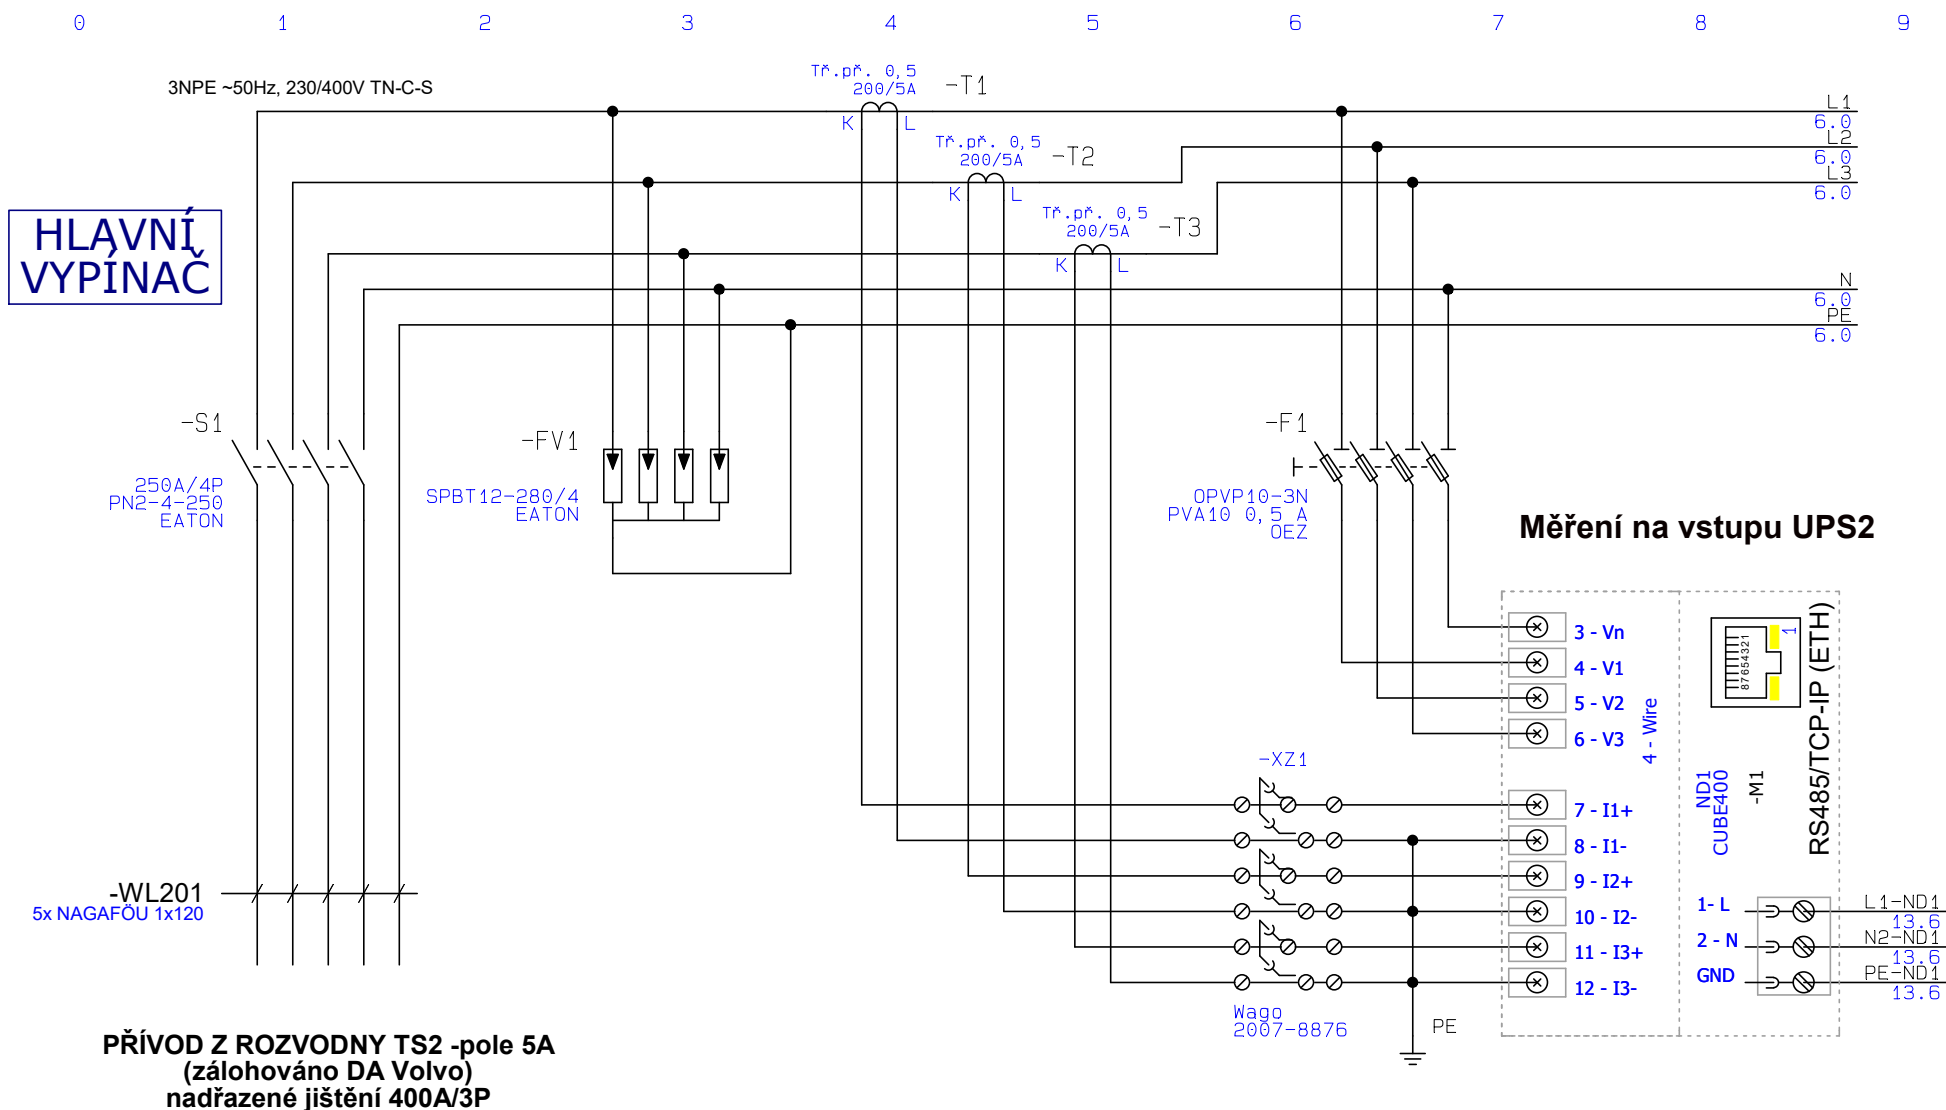 0 1 2 3 4 5 6 7 8 9
3NPE ~50Hz, 230/400V TN-C-S
Tř.př. 0,5
200/5A
-T1
K L
Tř.př. 0,5
200/5A
-T2
K L
Tř.př. 0,5
200/5A
-T3
K L
L1
6.0
L2
6.0
L3
6.0
N
6.0
PE
6.0
HLAVNÍ
VYPÍNAČ
-S1
250A/4P
PN2-4-250
EATON
-FV1
SPBT12-280/4
EATON
-F1
OPVP10-3N
PVA10 0,5 A
OEZ
Měření na vstupu UPS2
3 - Vn
4 - V1
5 - V2
6 - V3
4 - Wire
7 - I1+
8 - I1-
9 - I2+
10 - I2-
11 - I3+
12 - I3-
87654321
1
RS485/TCP-IP (ETH)
ND1
CUBE400
-M1
1- L
2 - N
GND
L1-ND1
13.6
N2-ND1
13.6
PE-ND1
13.6
-XZ1
Wago
2007-8876
PE
-WL201
5x NAGAFÖU 1x120
PŘÍVOD Z ROZVODNY TS2 -pole 5A
(zálohováno DA Volvo)
nadřazené jištění 400A/3P